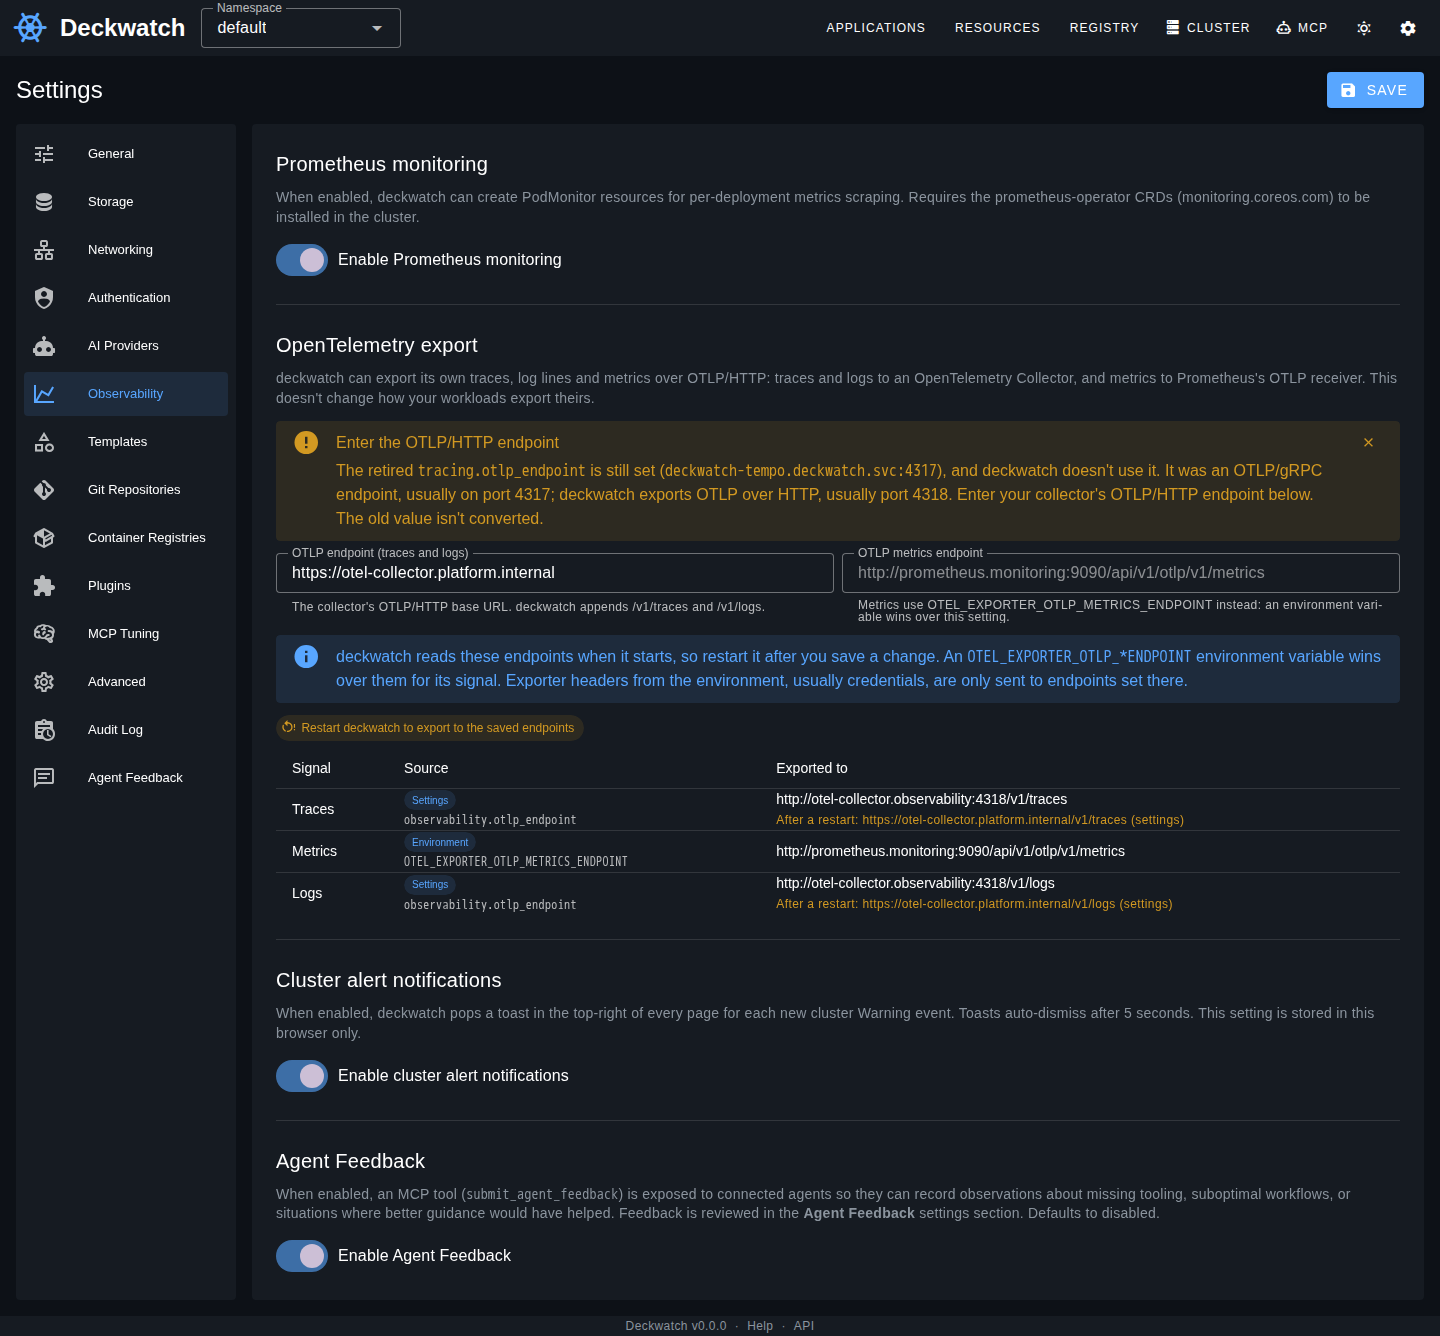 Deckwatch
Namespace
default
APPLICATIONS
RESOURCES
REGISTRY
CLUSTER
MCP
Settings
SAVE
General
Storage
Networking
Authentication
AI Providers
Observability
Templates
Git Repositories
Container Registries
Plugins
MCP Tuning
Advanced
Audit Log
Agent Feedback
Prometheus monitoring
When enabled, deckwatch can create PodMonitor resources for per-deployment metrics scraping. Requires the prometheus-operator CRDs (monitoring.coreos.com) to be
installed in the cluster.
Enable Prometheus monitoring
OpenTelemetry export
deckwatch can export its own traces, log lines and metrics over OTLP/HTTP: traces and logs to an OpenTelemetry Collector, and metrics to Prometheus's OTLP receiver. This
doesn't change how your workloads export theirs.
Enter the OTLP/HTTP endpoint
The retired tracing.otlp_endpoint is still set (deckwatch-tempo.deckwatch.svc:4317), and deckwatch doesn't use it. It was an OTLP/gRPC
endpoint, usually on port 4317; deckwatch exports OTLP over HTTP, usually port 4318. Enter your collector's OTLP/HTTP endpoint below.
The old value isn't converted.
OTLP endpoint (traces and logs)
https://otel-collector.platform.internal
The collector's OTLP/HTTP base URL. deckwatch appends /v1/traces and /v1/logs.
OTLP metrics endpoint
http://prometheus.monitoring:9090/api/v1/otlp/v1/metrics
Metrics use OTEL_EXPORTER_OTLP_METRICS_ENDPOINT instead: an environment vari-
able wins over this setting.
deckwatch reads these endpoints when it starts, so restart it after you save a change. An OTEL_EXPORTER_OTLP_*ENDPOINT environment variable wins
over them for its signal. Exporter headers from the environment, usually credentials, are only sent to endpoints set there.
Restart deckwatch to export to the saved endpoints
Signal Source Exported to
Traces
Settings
observability.otlp_endpoint
http://otel-collector.observability:4318/v1/traces
After a restart: https://otel-collector.platform.internal/v1/traces (settings)
Metrics
Environment
OTEL_EXPORTER_OTLP_METRICS_ENDPOINT
http://prometheus.monitoring:9090/api/v1/otlp/v1/metrics
Logs
Settings
observability.otlp_endpoint
http://otel-collector.observability:4318/v1/logs
After a restart: https://otel-collector.platform.internal/v1/logs (settings)
Cluster alert notifications
When enabled, deckwatch pops a toast in the top-right of every page for each new cluster Warning event. Toasts auto-dismiss after 5 seconds. This setting is stored in this
browser only.
Enable cluster alert notifications
Agent Feedback
When enabled, an MCP tool (submit_agent_feedback) is exposed to connected agents so they can record observations about missing tooling, suboptimal workflows, or
situations where better guidance would have helped. Feedback is reviewed in the Agent Feedback settings section. Defaults to disabled.
Enable Agent Feedback
Deckwatch v0.0.0 · Help · API